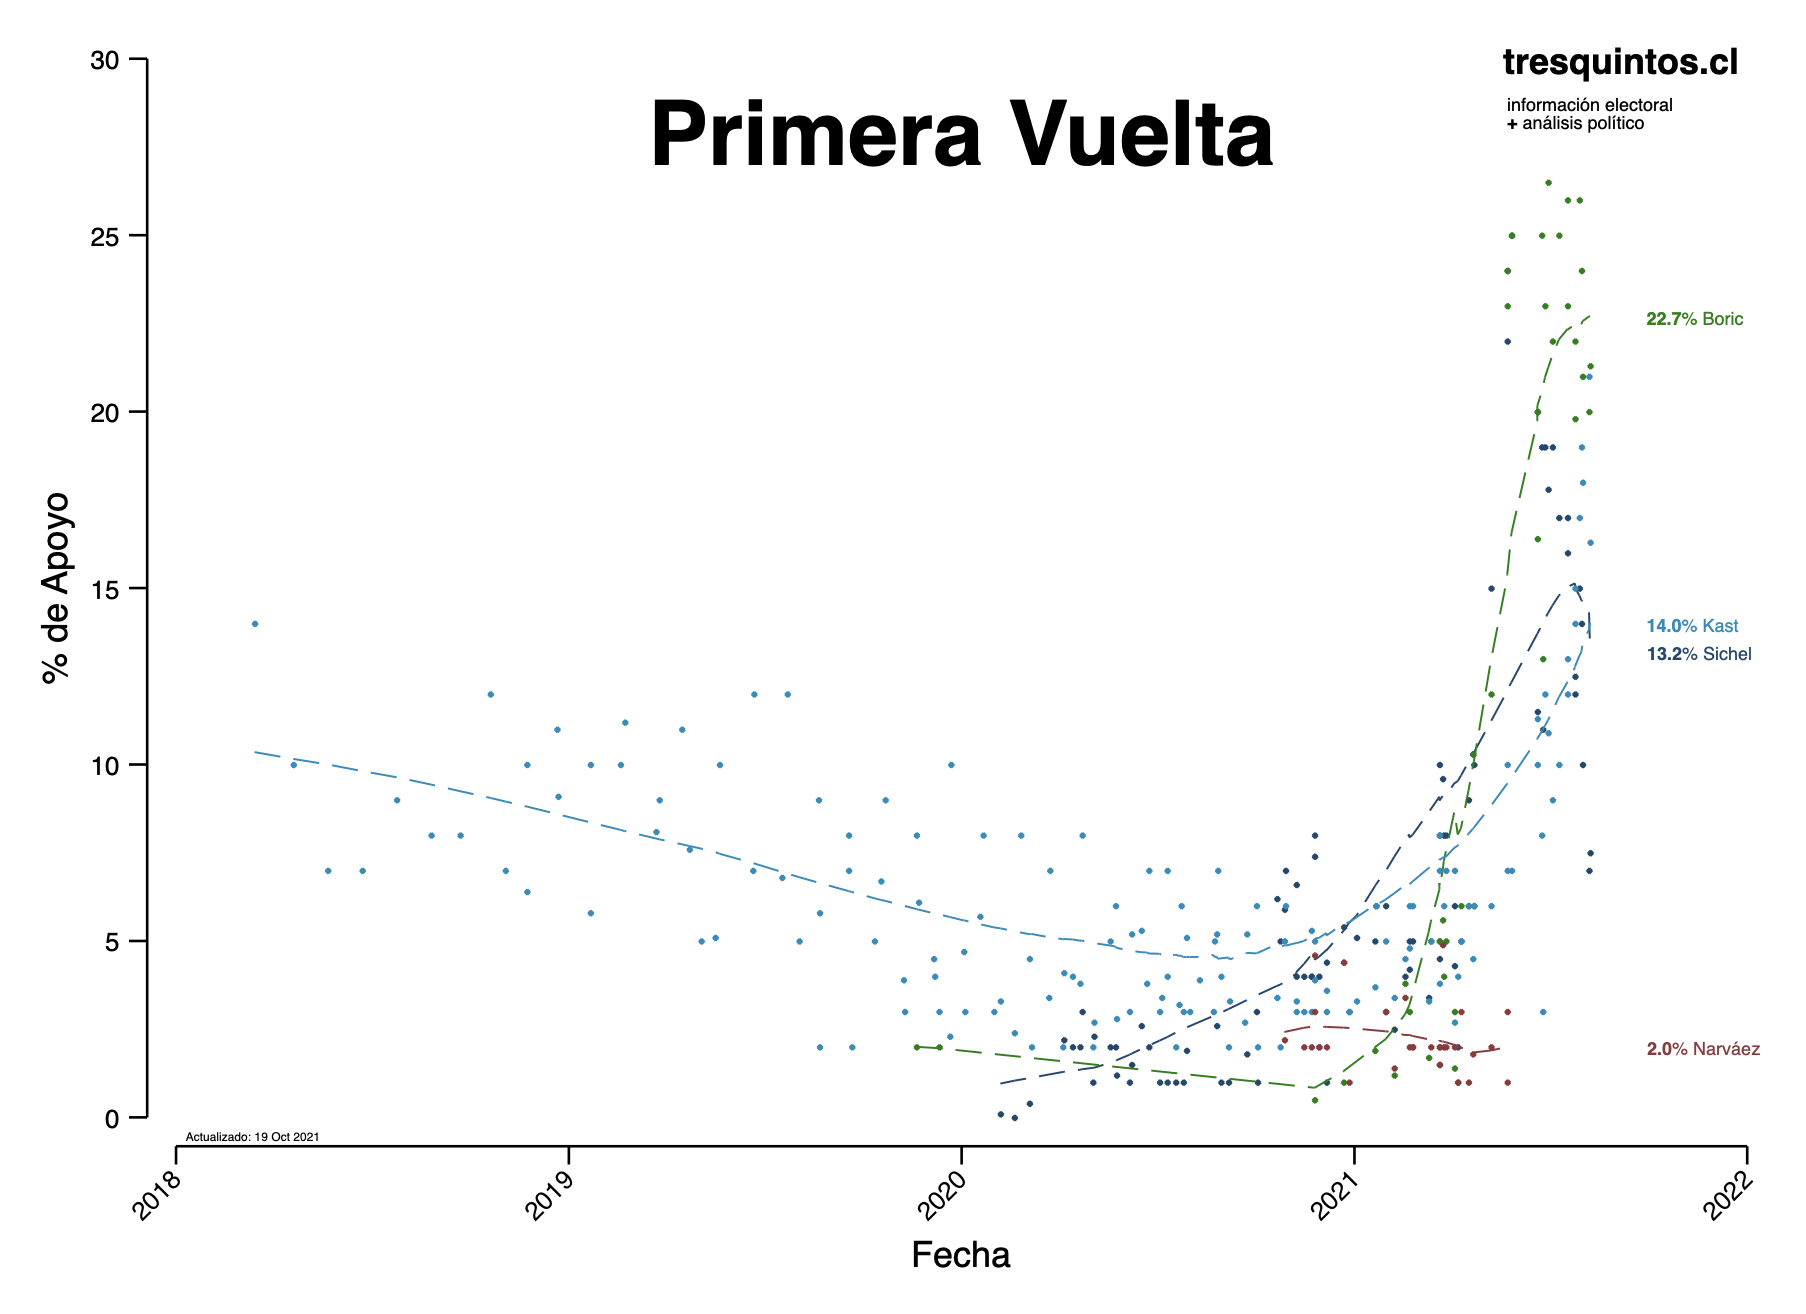 Primera Vuelta
tresquintos.cl
información electoral
+ análisis político
% de Apoyo
30
25
20
15
10
5
0
22.7% Boric
14.0% Kast
13.2% Sichel
2.0% Narváez
Actualizado: 19 Oct 2021
2018
2019
2020
2021
2022
Fecha